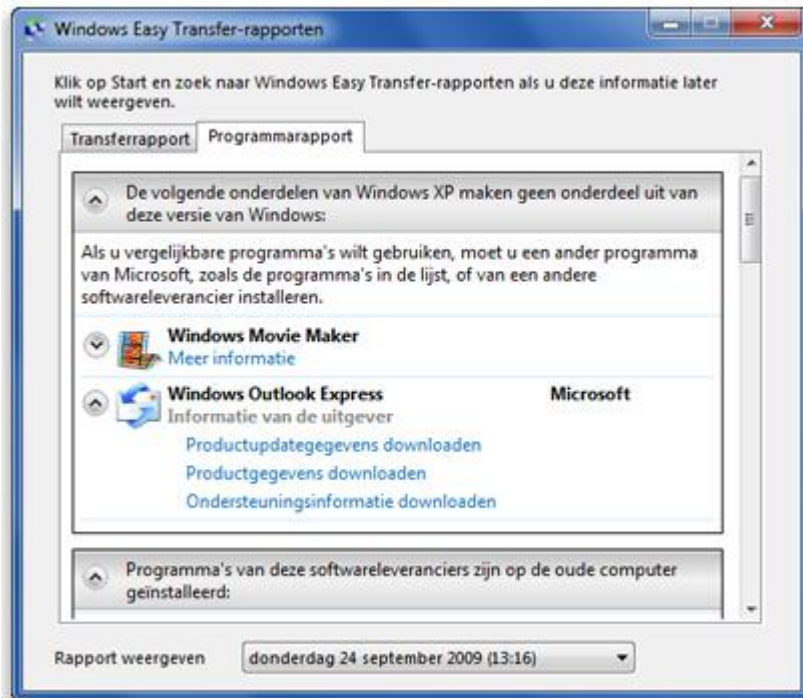 Windows Easy Transfer-rapporten
Klik op Start en zoek naar Windows Easy Transfer-rapporten als u deze informatie later
wilt weergeven.
Transferrapport
Programmarapport
De volgende onderdelen van Windows XP maken geen onderdeel uit van
deze versie van Windows:
Als u vergelijkbare programma's wilt gebruiken, moet u een ander programma
van Microsoft, zoals de programma's in de lijst, of van een andere
softwareleverancier installeren.
Windows Movie Maker
Meer informatie
Windows Outlook Express Microsoft
Informatie van de uitgever
Productupdategegevens downloaden
Productgegevens downloaden
Ondersteuningsinformatie downloaden
Programma's van deze softwareleveranciers zijn op de oude computer
geïnstalleerd:
Rapport weergeven donderdag 24 september 2009 (13:16)